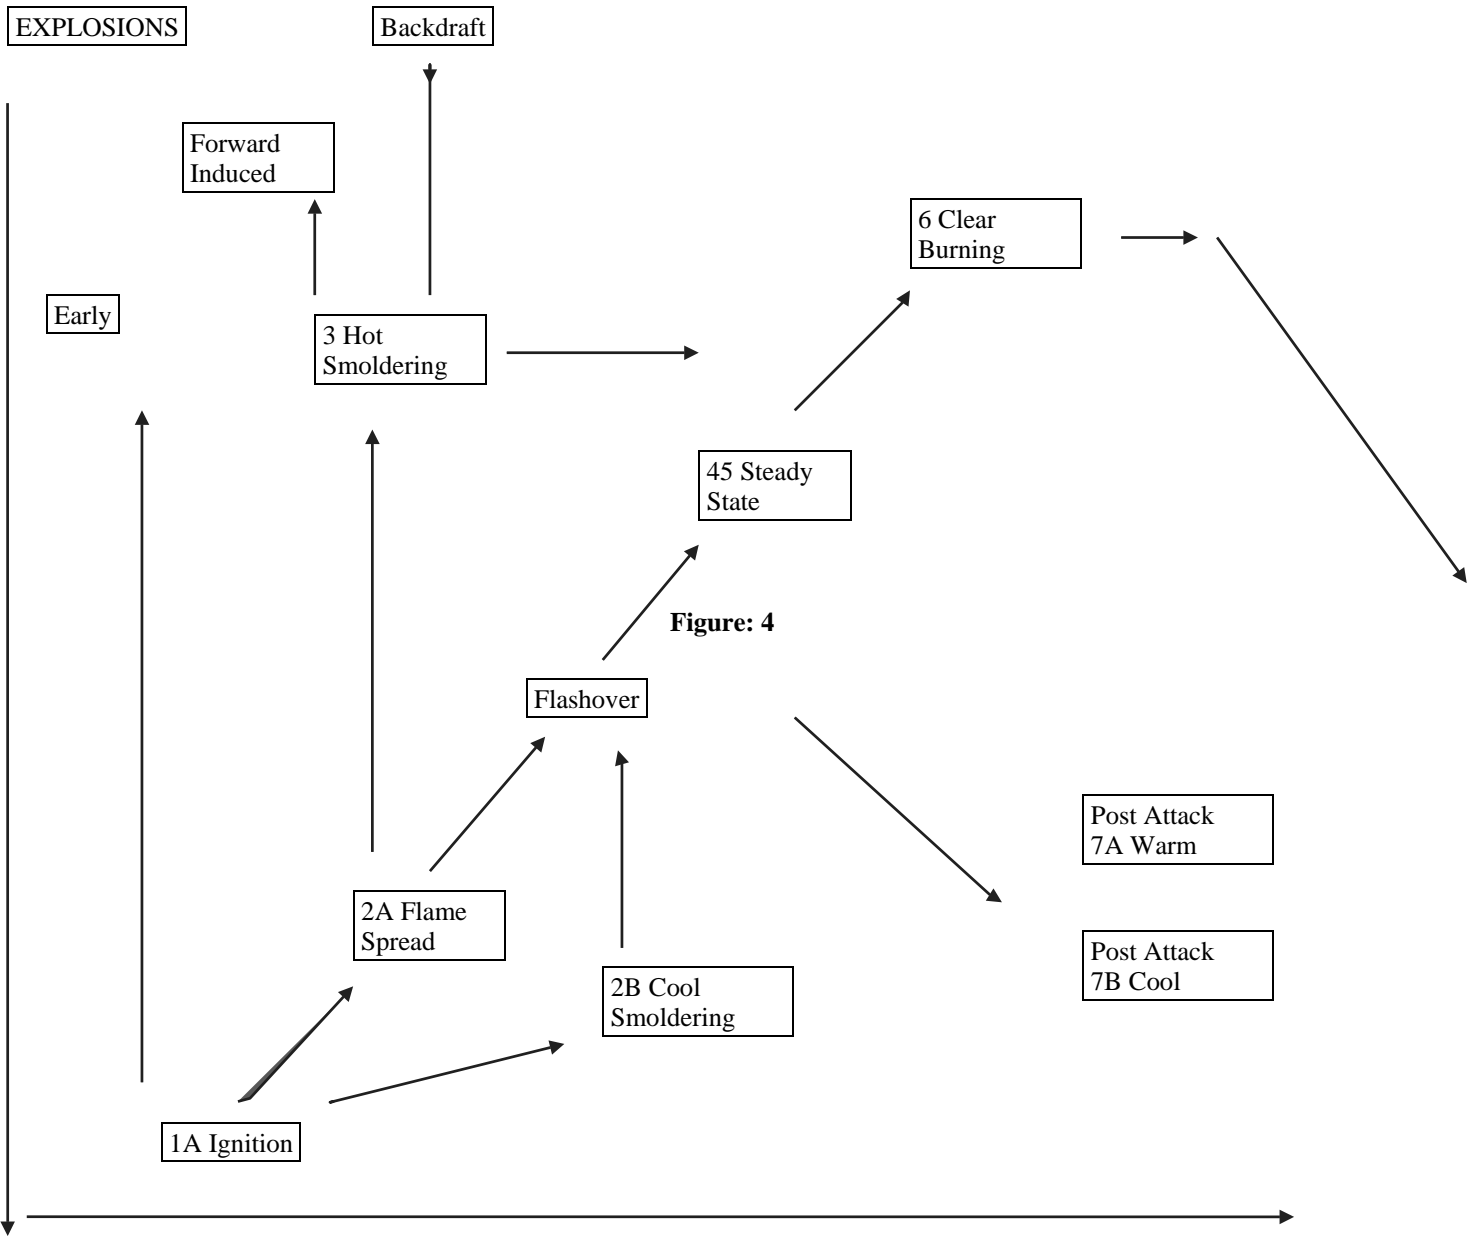 EXPLOSIONS
Backdraft
Forward
Induced
6 Clear
Burning
Early
3 Hot
Smoldering
45 Steady
State
Figure: 4
Flashover
Post Attack
7A Warm
2A Flame
Spread
Post Attack
7B Cool
2B Cool
Smoldering
1A Ignition